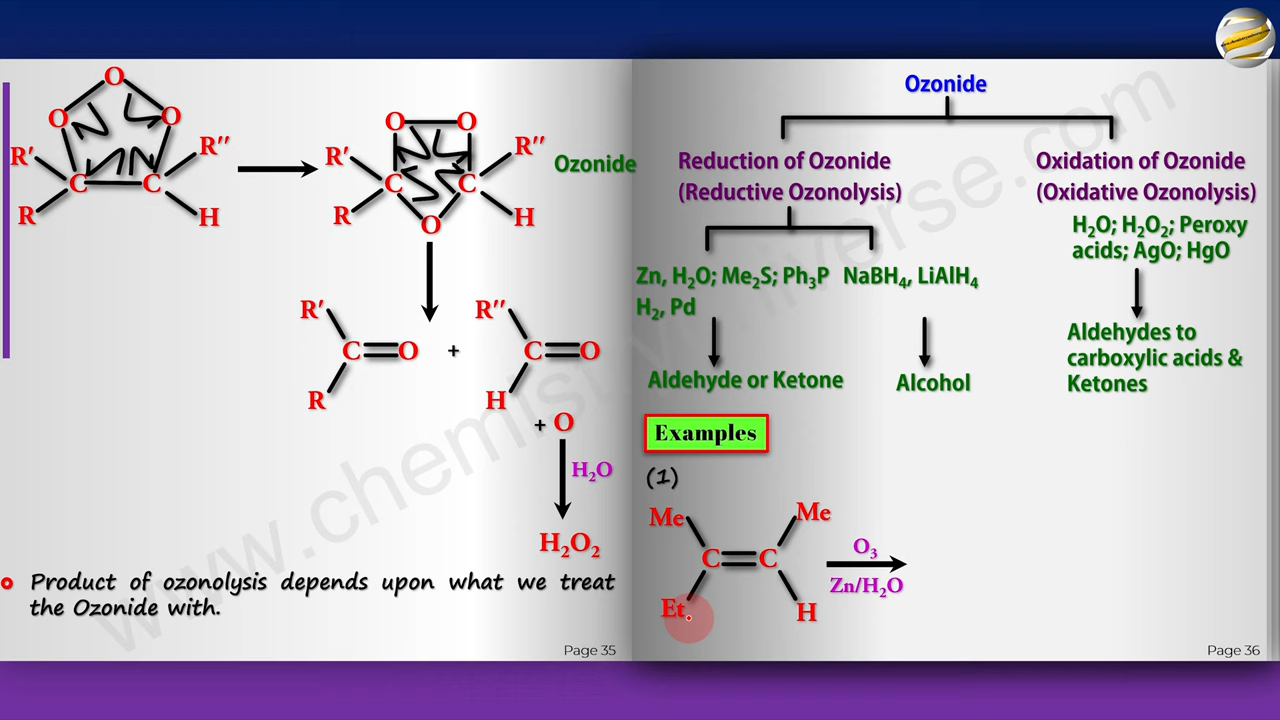 O
O O
R' R''
C C
R H
O O
R' R'' Ozonide
C C
R H
O
R' R''
C O + C O
R H
+ O
H₂O
H₂O₂
Product of ozonolysis depends upon what we treat
the Ozonide with.
Page 35
Ozonide
Reduction of Ozonide
(Reductive Ozonolysis)
Oxidation of Ozonide
(Oxidative Ozonolysis)
H₂O; H₂O₂; Peroxy
acids; AgO; HgO
Zn, H₂O; Me₂S; Ph₃P
H₂, Pd
NaBH₄, LiAlH₄
Aldehydes to
carboxylic acids &
Ketones
Aldehyde or Ketone
Alcohol
Examples
(1)
Me Me
C C
Et. H
O₃
Zn/H₂O
Page 36
www.chemistryuniverse.com